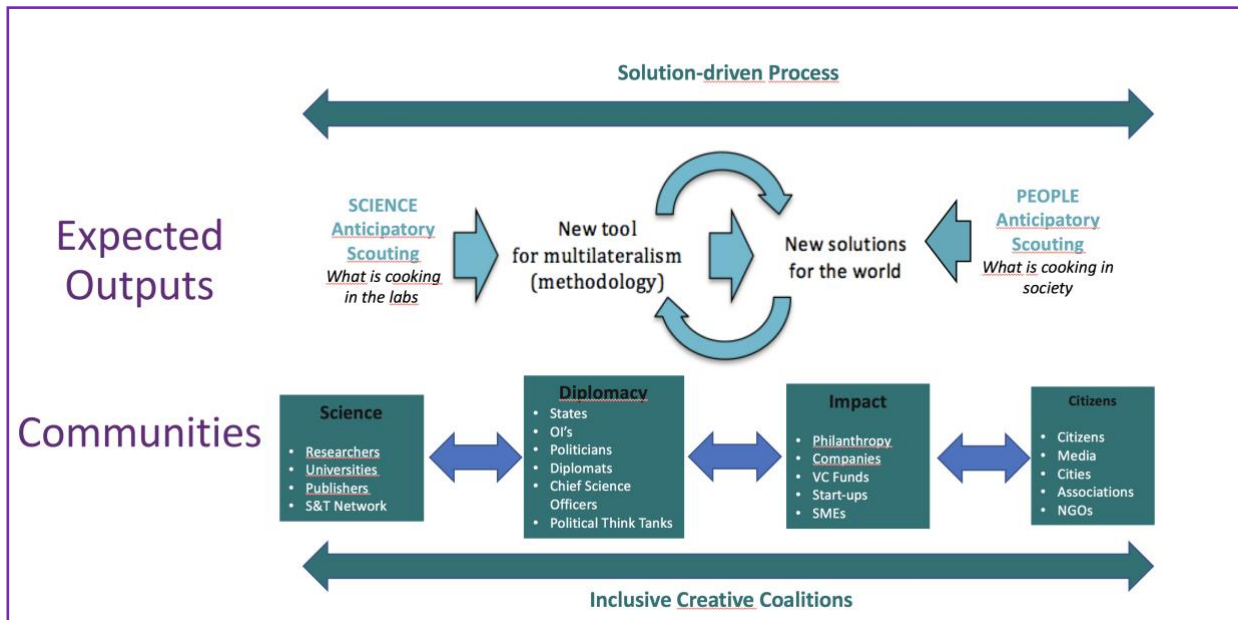 Solution-driven Process
Expected
Outputs
SCIENCE
Anticipatory
Scouting
What is cooking
in the labs
New tool
for multilateralism
(methodology)
New solutions
for the world
PEOPLE
Anticipatory
Scouting
What is cooking in
society
Communities
Science
• Researchers
• Universities
• Publishers
• S&T Network
Diplomacy
• States
• OI's
• Politicians
• Diplomats
• Chief Science
Officers
• Political Think Tanks
Impact
• Philanthropy
• Companies
• VC Funds
• Start-ups
• SMEs
Citizens
• Citizens
• Media
• Cities
• Associations
• NGOs
Inclusive Creative Coalitions